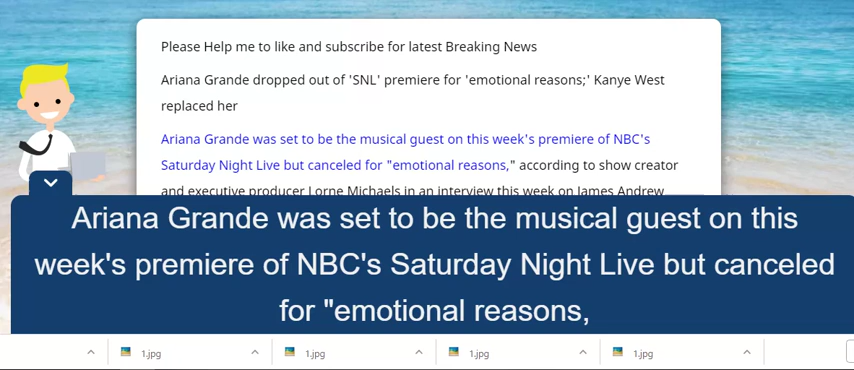 Please Help me to like and subscribe for latest Breaking News
Ariana Grande dropped out of 'SNL' premiere for 'emotional reasons;' Kanye West
replaced her
Ariana Grande was set to be the musical guest on this week's premiere of NBC's
Saturday Night Live but canceled for "emotional reasons," according to show creator
and executive producer Lorne Michaels in an interview this week on James Andrew
Ariana Grande was set to be the musical guest on this
week's premiere of NBC's Saturday Night Live but canceled
for "emotional reasons,
1.jpg 1.jpg 1.jpg 1.jpg